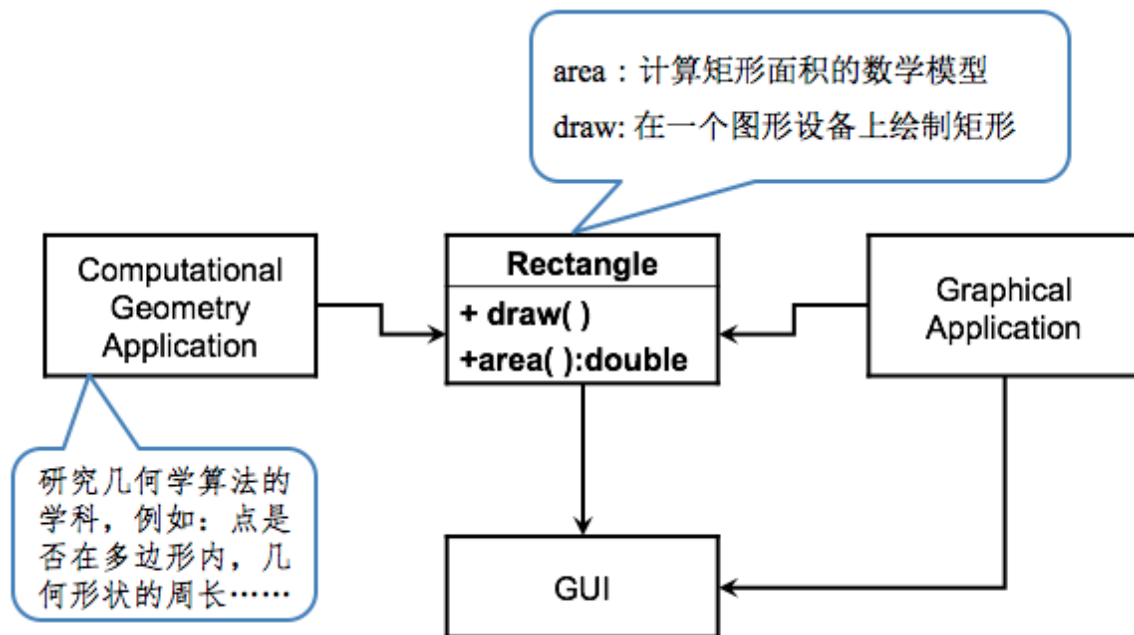 area：计算矩形面积的数学模型
draw: 在一个图形设备上绘制矩形
Computational
Geometry
Application
Rectangle
+ draw( )
+area( ):double
Graphical
Application
研究几何学算法的
学科，例如：点是
否在多边形内，几
何形状的周长……
GUI